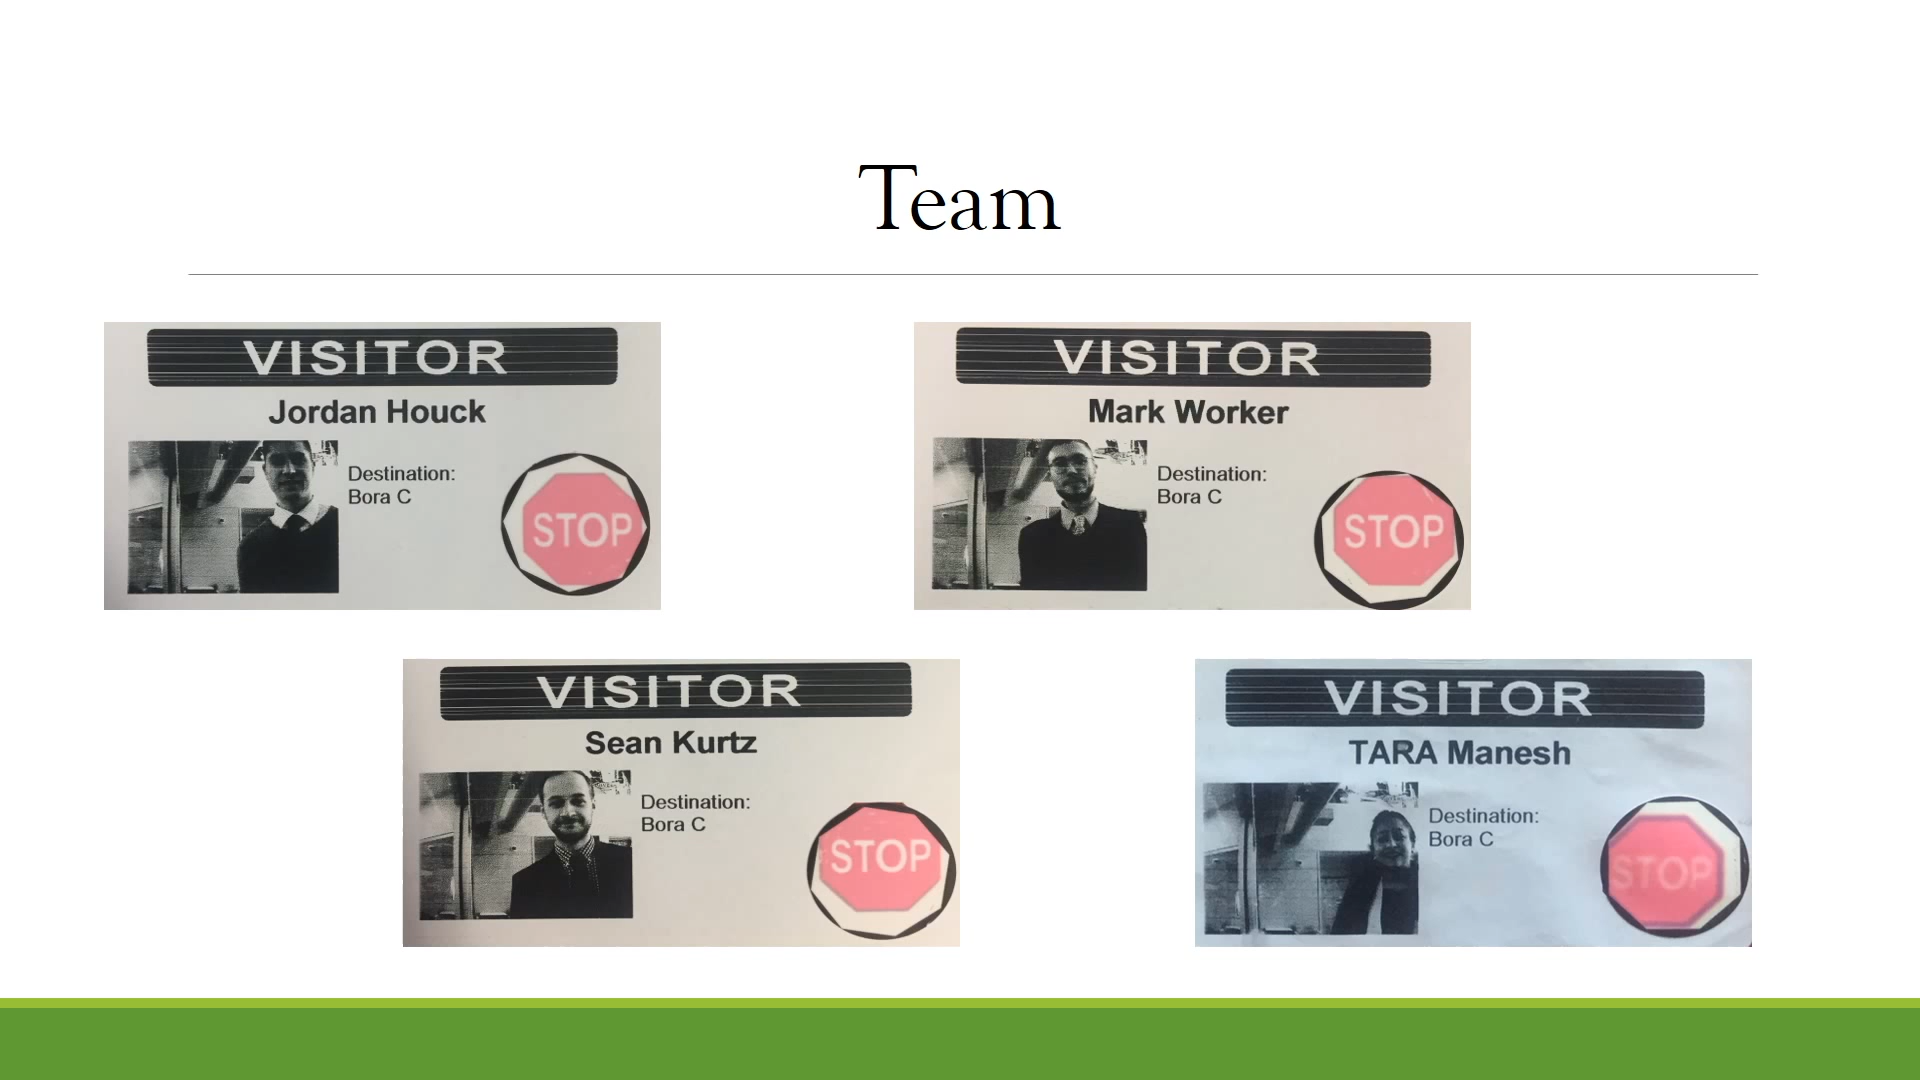 Team
VISITOR
Jordan Houck
Destination:
Bora C
STOP
VISITOR
Mark Worker
Destination:
Bora C
STOP
VISITOR
Sean Kurtz
Destination:
Bora C
STOP
VISITOR
TARA Manesh
Destination:
Bora C
STOP